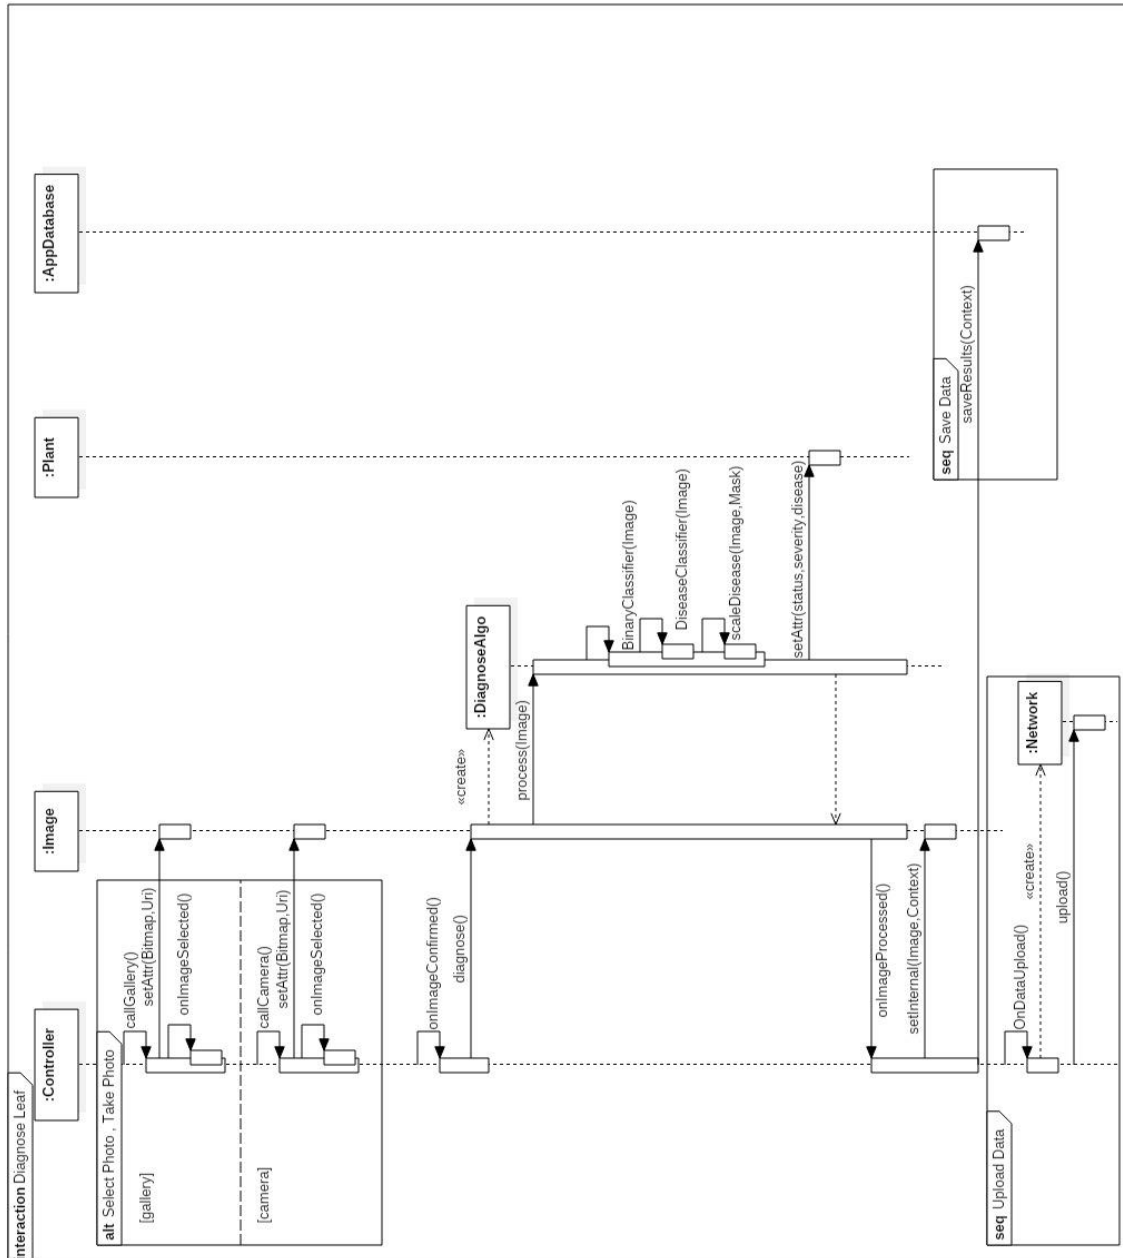 nteraction Diagnose Leaf
:Controller
:Image
:Plant
:AppDatabase
alt Select Photo , Take Photo
[gallery]
callGallery()
setAttr(Bitmap,Uri)
onImageSelected()
[camera]
callCamera()
setAttr(Bitmap,Uri)
onImageSelected()
onImageConfirmed()
diagnose()
«create»
:DiagnoseAlgo
process(Image)
BinaryClassifier(Image)
DiseaseClassifier(Image)
scaleDisease(Image,Mask)
setAttr(status,severity,disease)
onImageProcessed()
setInternal(Image,Context)
seq Save Data
saveResults(Context)
seq Upload Data
OnDataUpload()
«create»
:Network
upload()